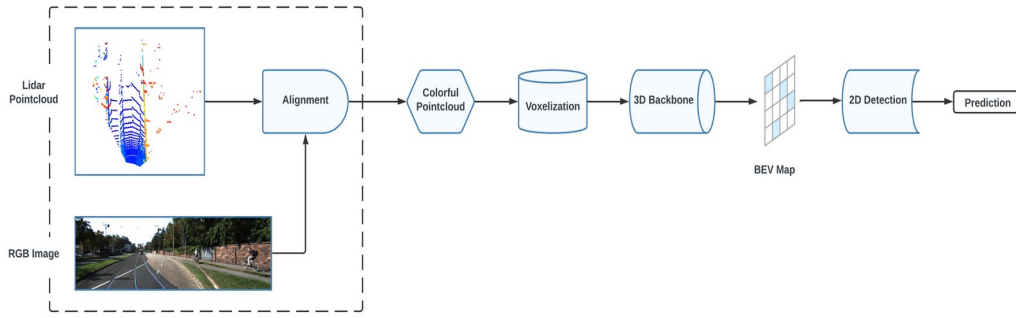 Lidar
Pointcloud
Alignment
Colorful
Pointcloud
Voxelization
3D Backbone
BEV Map
2D Detection
Prediction
RGB Image